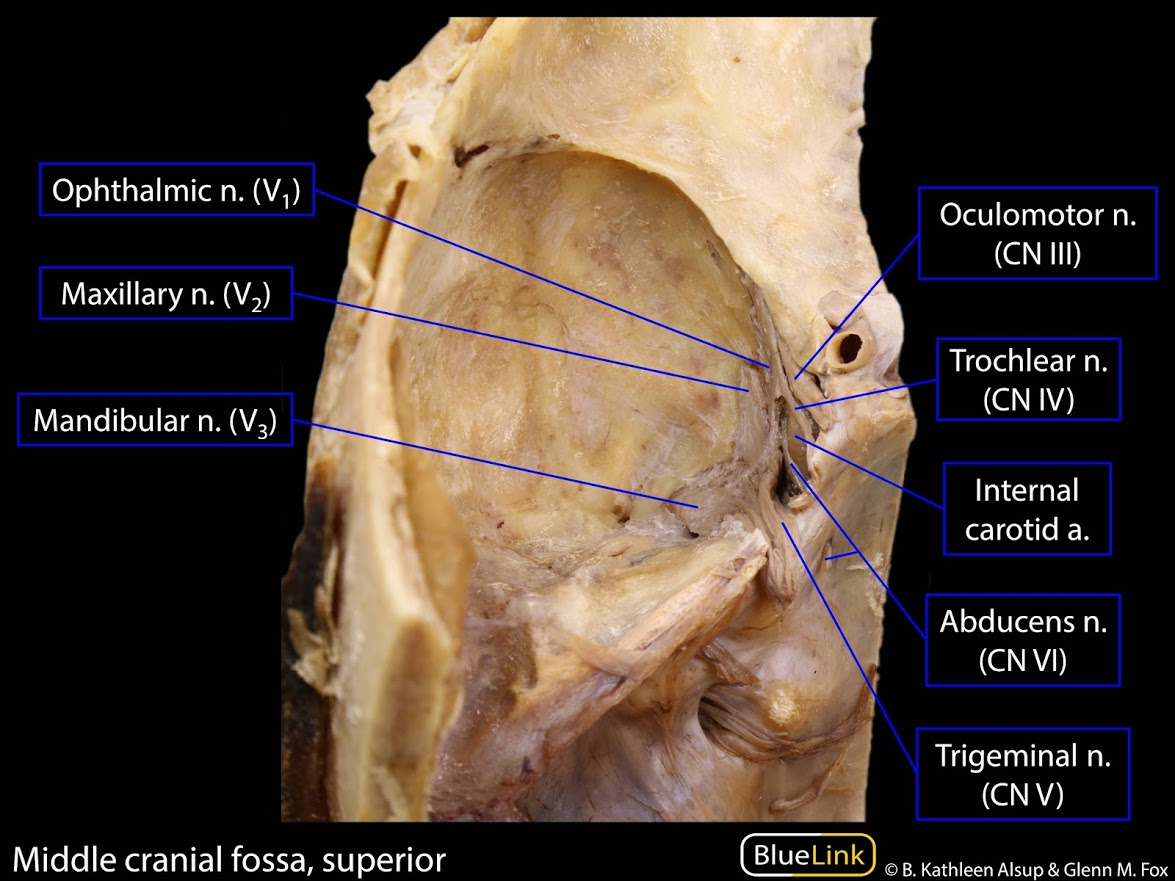 Ophthalmic n. (V₁)
Maxillary n. (V₂)
Mandibular n. (V₃)
Oculomotor n.
(CN III)
Trochlear n.
(CN IV)
Internal
carotid a.
Abducens n.
(CN VI)
Trigeminal n.
(CN V)
Middle cranial fossa, superior
BlueLink
© B. Kathleen Alsup & Glenn M. Fox